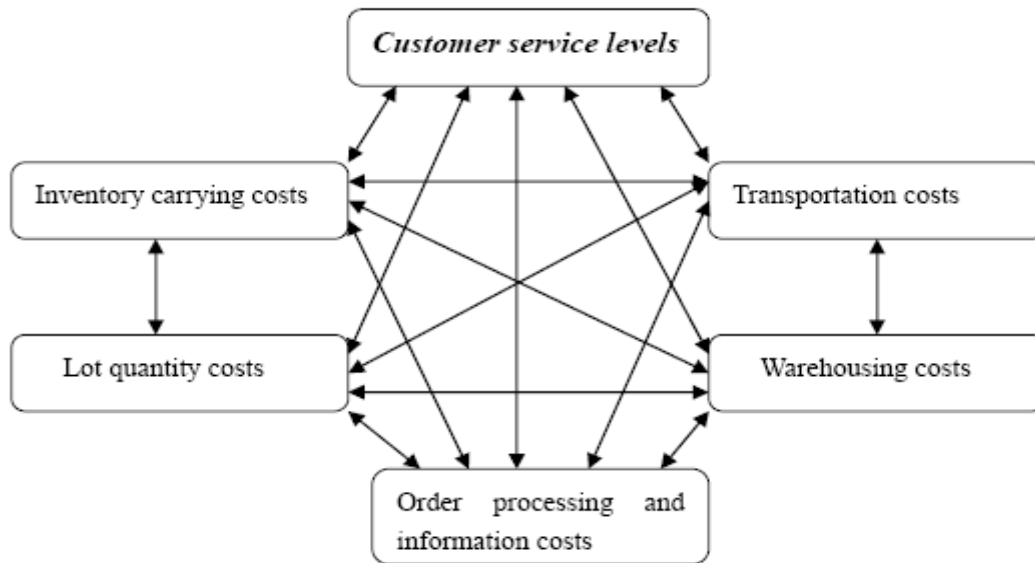 Customer service levels
Inventory carrying costs
Transportation costs
Lot quantity costs
Warehousing costs
Order processing and
information costs